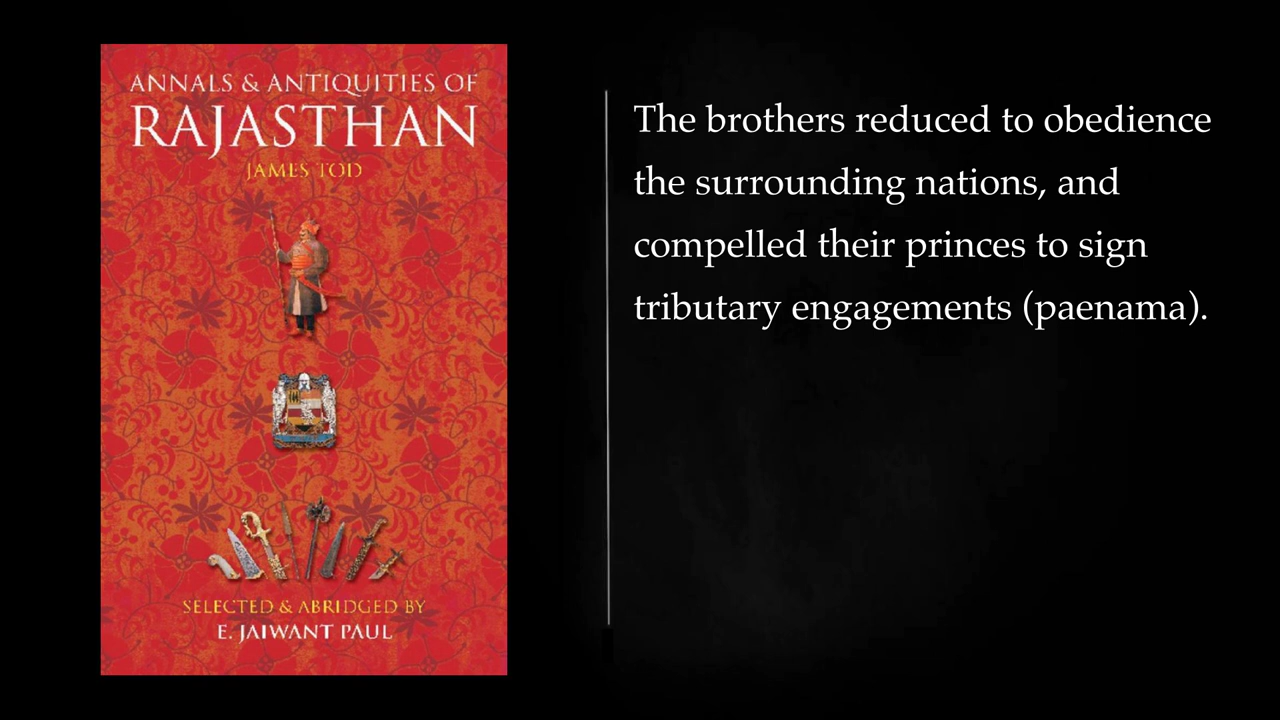 ANNALS & ANTIQUITIES OF
RAJASTHAN
JAMES TOD
SELECTED & ABRIDGED BY
E. JAIWANT PAUL
The brothers reduced to obedience
the surrounding nations, and
compelled their princes to sign
tributary engagements (paenama).